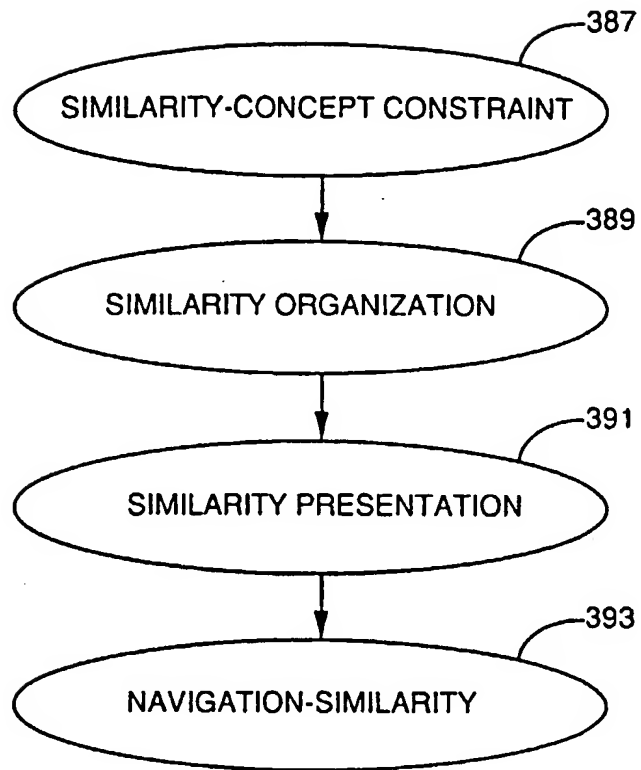 387
SIMILARITY-CONCEPT CONSTRAINT
389
SIMILARITY ORGANIZATION
391
SIMILARITY PRESENTATION
393
NAVIGATION-SIMILARITY